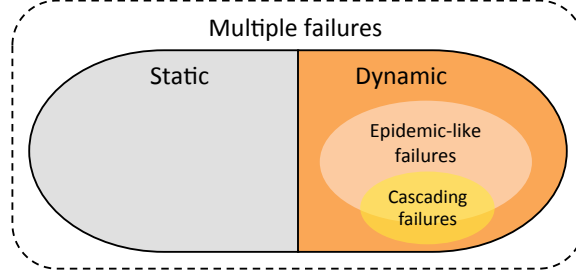 Multiple failures
Static
Dynamic
Epidemic-like
failures
Cascading
failures